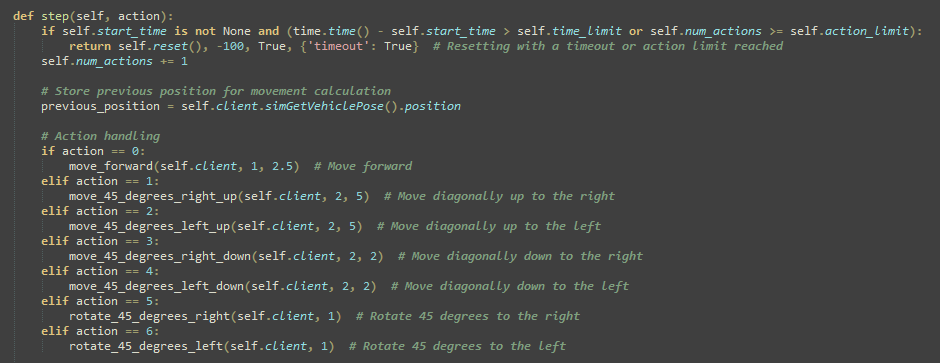 def step(self, action):
    if self.start_time is not None and (time.time() - self.start_time > self.time_limit or self.num_actions >= self.action_limit):
        return self.reset(), -100, True, {'timeout': True}  # Resetting with a timeout or action limit reached
    self.num_actions += 1

    # Store previous position for movement calculation
    previous_position = self.client.simGetVehiclePose().position

    # Action handling
    if action == 0:
        move_forward(self.client, 1, 2.5)  # Move forward
    elif action == 1:
        move_45_degrees_right_up(self.client, 2, 5)  # Move diagonally up to the right
    elif action == 2:
        move_45_degrees_left_up(self.client, 2, 5)  # Move diagonally up to the left
    elif action == 3:
        move_45_degrees_right_down(self.client, 2, 2)  # Move diagonally down to the right
    elif action == 4:
        move_45_degrees_left_down(self.client, 2, 2)  # Move diagonally down to the left
    elif action == 5:
        rotate_45_degrees_right(self.client, 1)  # Rotate 45 degrees to the right
    elif action == 6:
        rotate_45_degrees_left(self.client, 1)  # Rotate 45 degrees to the left